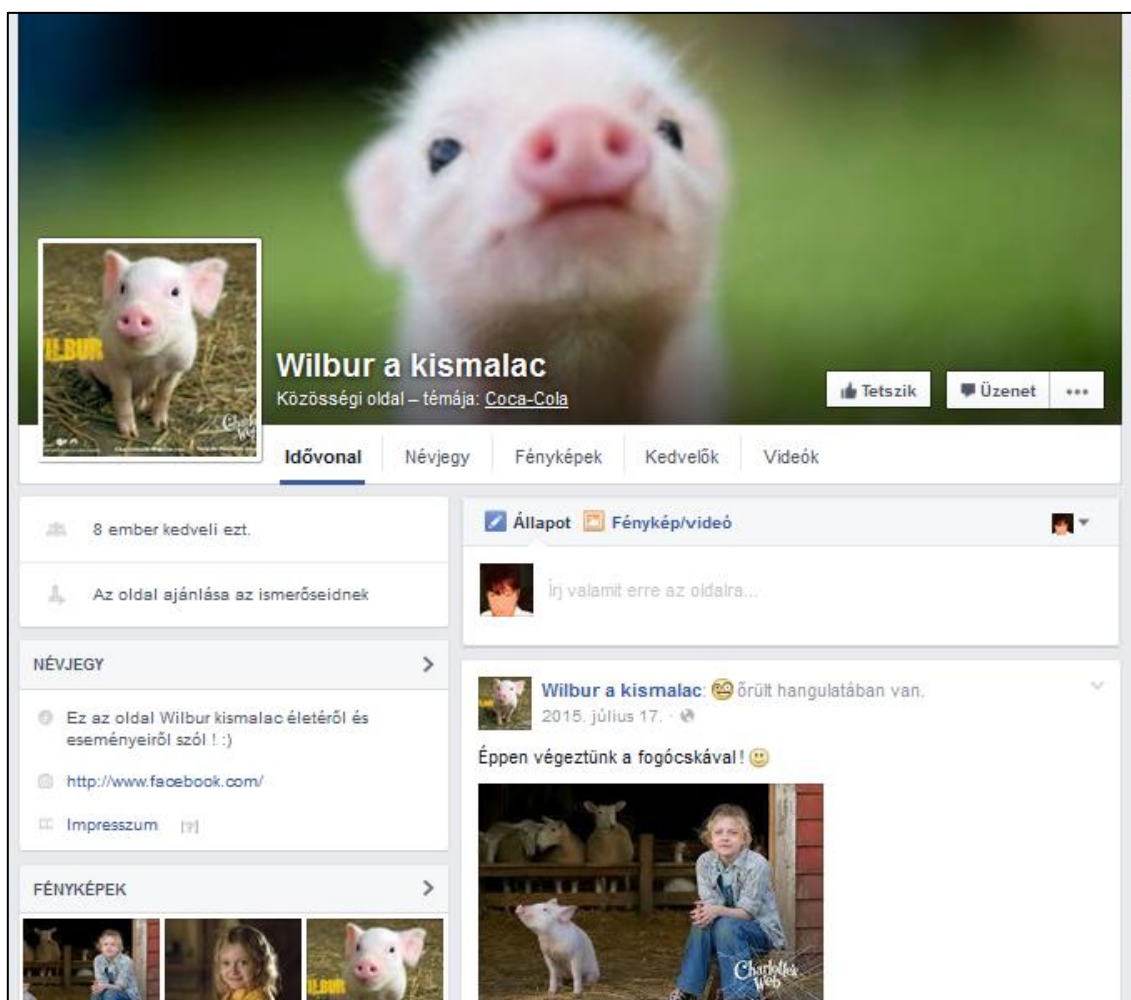 WILBUR
Charlotte's
Web
Wilbur a kismalac
Közösségi oldal – témája: Coca-Cola
Tetszik
Üzenet
Idővonal
Névjegy
Fényképek
Kedvelők
Videók
8 ember kedveli ezt.
Az oldal ajánlása az ismerőseidnek
NÉVJEGY
Ez az oldal Wilbur kismalac életéről és
eseményeiről szól ! :)
http://www.facebook.com/
Impresszum [?]
FÉNYKÉPEK
WILBUR
Állapot
Fénykép/videó
Írj valamit erre az oldalra...
Wilbur a kismalac: őrült hangulatában van.
2015. július 17. ·
Éppen végeztünk a fogócskával!
Charlotte's
Web